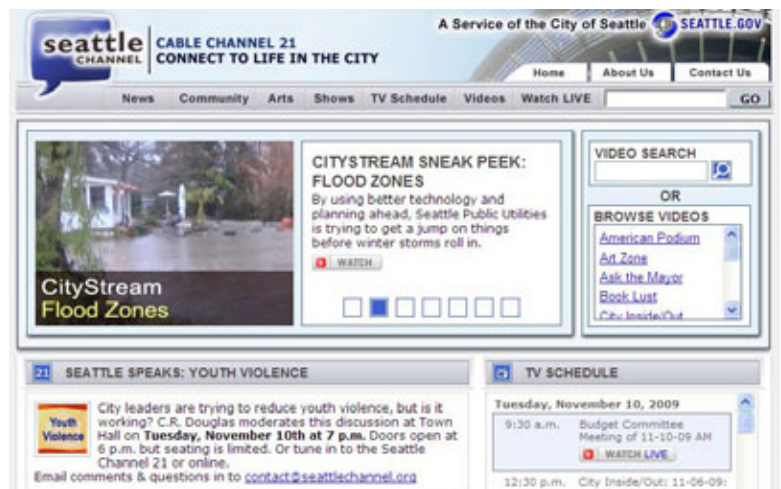 A Service of the City of Seattle SEATTLE.GOV
seattle
CHANNEL
CABLE CHANNEL 21
CONNECT TO LIFE IN THE CITY
Home About Us Contact Us
News Community Arts Shows TV Schedule Videos Watch LIVE GO
CITYSTREAM SNEAK PEEK:
FLOOD ZONES
By using better technology and
planning ahead, Seattle Public Utilities
is trying to get a jump on things
before winter storms roll in.
WATCH
CityStream
Flood Zones
VIDEO SEARCH
OR
BROWSE VIDEOS
American Podium
Art Zone
Ask the Mayor
Book Lust
City Inside/Out
21 SEATTLE SPEAKS: YOUTH VIOLENCE
Youth
Violence
City leaders are trying to reduce youth violence, but is it
working? C.R. Douglas moderates this discussion at Town
Hall on Tuesday, November 10th at 7 p.m. Doors open at
6 p.m. but seating is limited. Or tune in to the Seattle
Channel 21 or online.
Email comments & questions in to contact@seattlechannel.org
TV SCHEDULE
Tuesday, November 10, 2009
9:30 a.m. Budget Committee
Meeting of 11-10-09 AM
WATCH LIVE
12:30 p.m. City Inside/Out: 11-06-09: